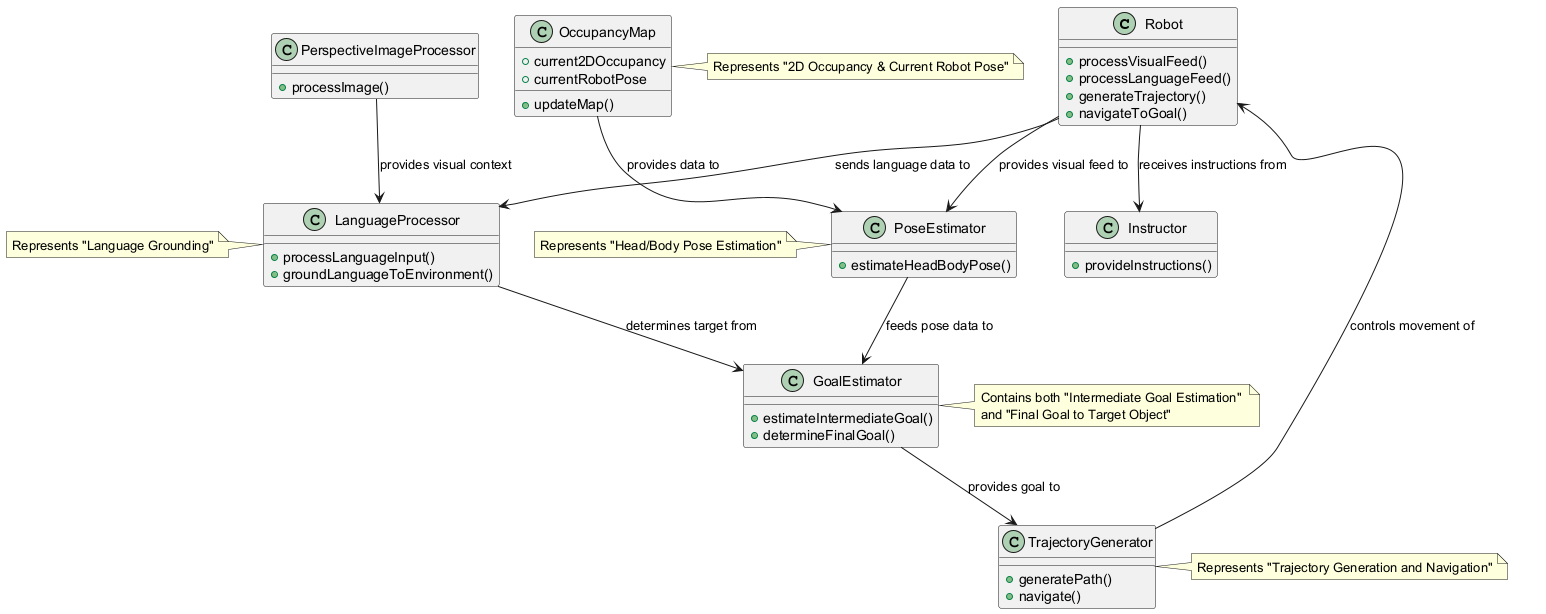 C PerspectiveImageProcessor
processImage()
C OccupancyMap
current2DOccupancy
currentRobotPose
updateMap()
Represents "2D Occupancy & Current Robot Pose"
C Robot
processVisualFeed()
processLanguageFeed()
generateTrajectory()
navigateToGoal()
provides visual context
provides data to
sends language data to
provides visual feed to
receives instructions from
Represents "Language Grounding"
C LanguageProcessor
processLanguageInput()
groundLanguageToEnvironment()
Represents "Head/Body Pose Estimation"
C PoseEstimator
estimateHeadBodyPose()
C Instructor
provideInstructions()
determines target from
feeds pose data to
controls movement of
C GoalEstimator
estimateIntermediateGoal()
determineFinalGoal()
Contains both "Intermediate Goal Estimation"
and "Final Goal to Target Object"
provides goal to
C TrajectoryGenerator
generatePath()
navigate()
Represents "Trajectory Generation and Navigation"